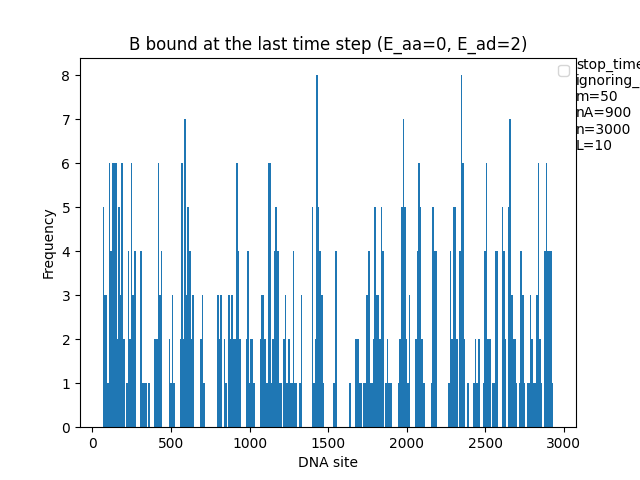 B bound at the last time step (E_aa=0, E_ad=2)
stop_time
ignoring_
m=50
nA=900
n=3000
L=10
Frequency
8
7
6
5
4
3
2
1
0
0 500 1000 1500 2000 2500 3000
DNA site